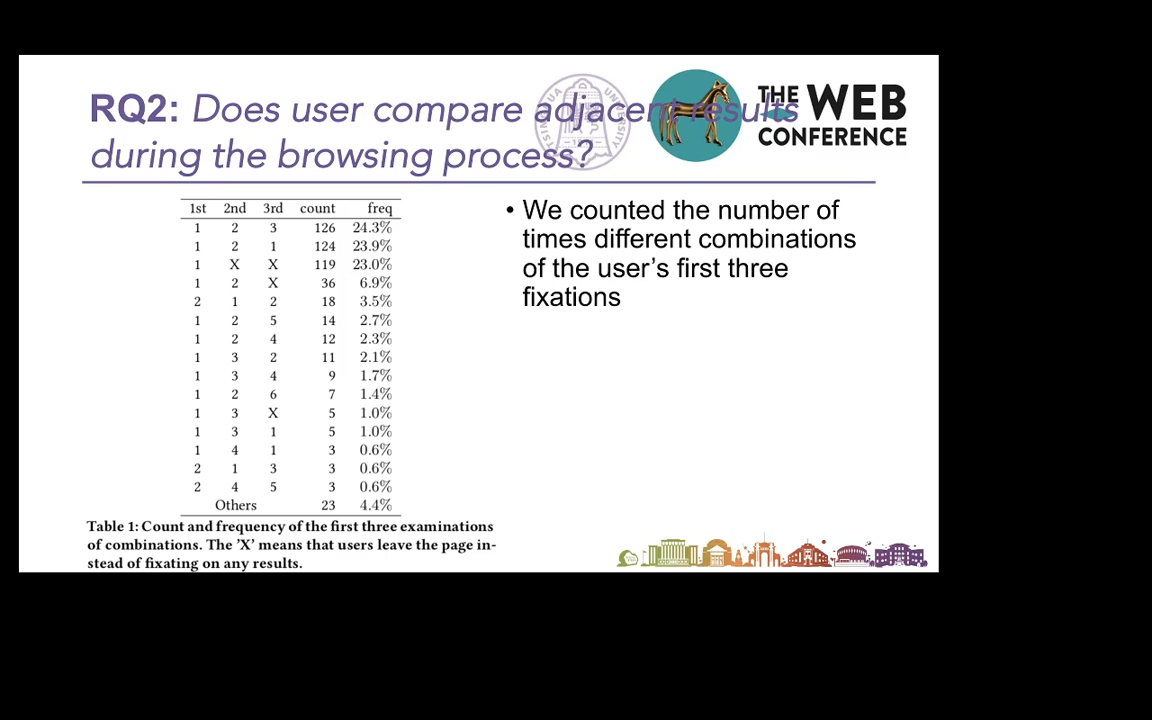 RQ2: Does user compare adjacent results
during the browsing process?
TSINGHUA UNIVERSITY
THE WEB
CONFERENCE
1st 2nd 3rd count freq
1 2 3 126 24.3%
1 2 1 124 23.9%
1 X X 119 23.0%
1 2 X 36 6.9%
2 1 2 18 3.5%
1 2 5 14 2.7%
1 2 4 12 2.3%
1 3 2 11 2.1%
1 3 4 9 1.7%
1 2 6 7 1.4%
1 3 X 5 1.0%
1 3 1 5 1.0%
1 4 1 3 0.6%
2 1 3 3 0.6%
2 4 5 3 0.6%
Others 23 4.4%
Table 1: Count and frequency of the first three examinations
of combinations. The 'X' means that users leave the page in-
stead of fixating on any results.
• We counted the number of
times different combinations
of the user's first three
fixations